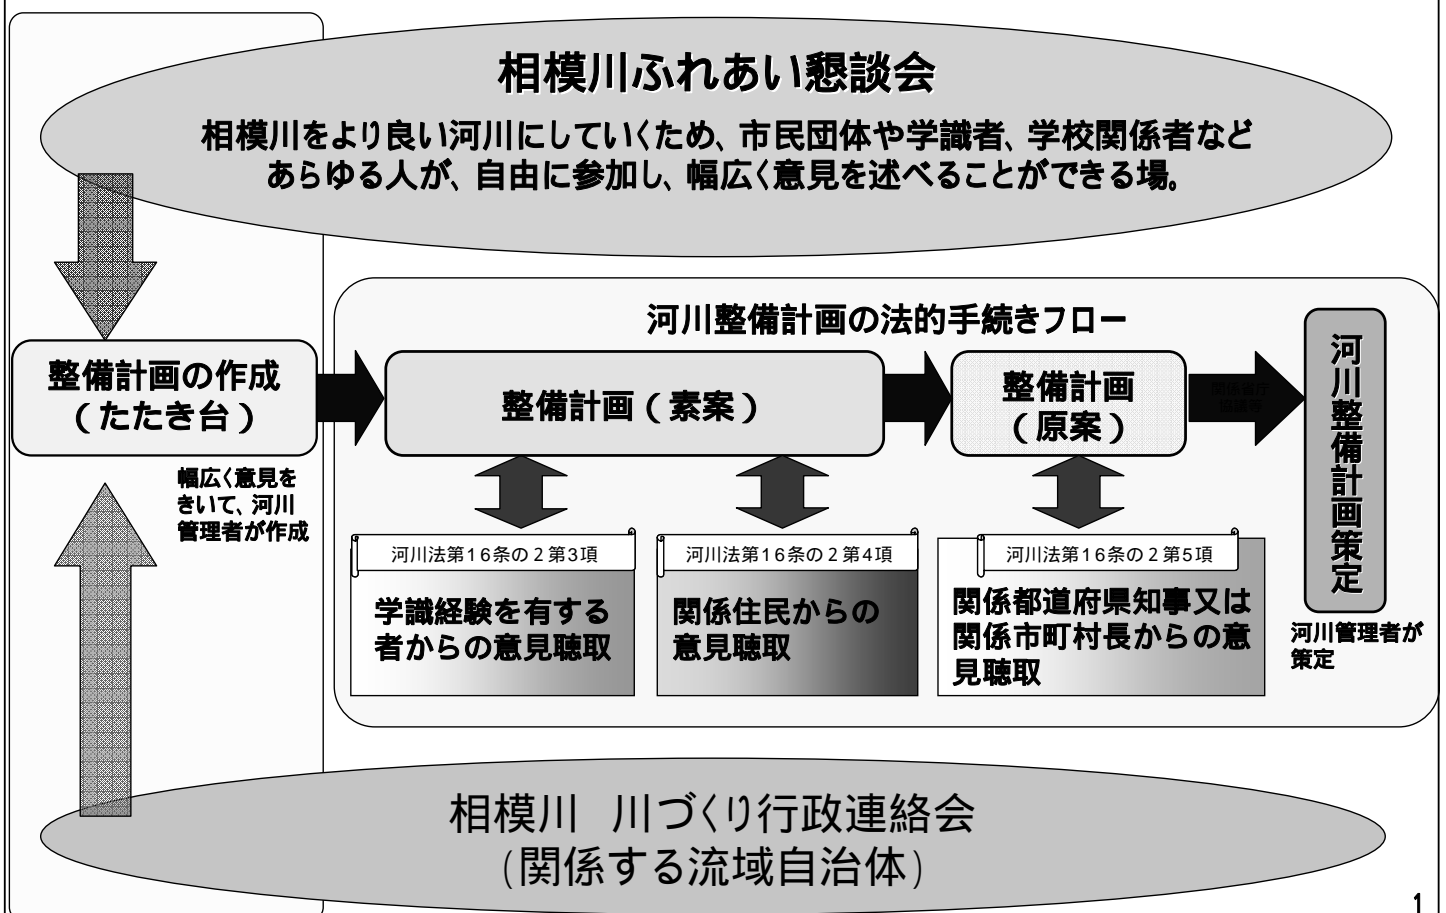 相模川ふれあい懇談会
相模川をより良い河川にしていくため、市民団体や学識者、学校関係者など
あらゆる人が、自由に参加し、幅広く意見を述べることができる場。
河川整備計画の法的手続きフロー
整備計画の作成
（たたき台）
幅広く意見を
きいて、河川
管理者が作成
整備計画（素案）
整備計画
（原案）
関係省庁
協議等
河川整備計画策定
河川管理者が
策定
河川法第16条の２第3項
学識経験を有する
者からの意見聴取
河川法第16条の２第4項
関係住民からの
意見聴取
河川法第16条の２第5項
関係都道府県知事又は
関係市町村長からの意
見聴取
相模川　川づくり行政連絡会
(関係する流域自治体)
1